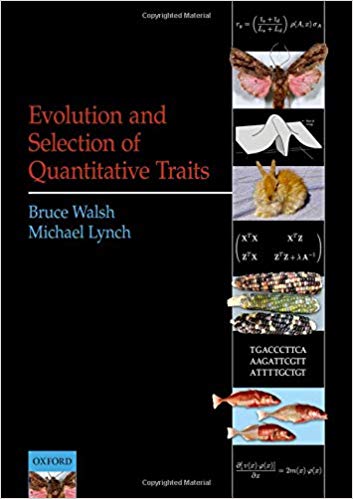 Copyrighted Material
Evolution and
Selection of
Quantitative Traits
Bruce Walsh
Michael Lynch
TGACCCTTCA
AAGATTCGTT
ATTTTGCTGT
OXFORD
Copyrighted Material